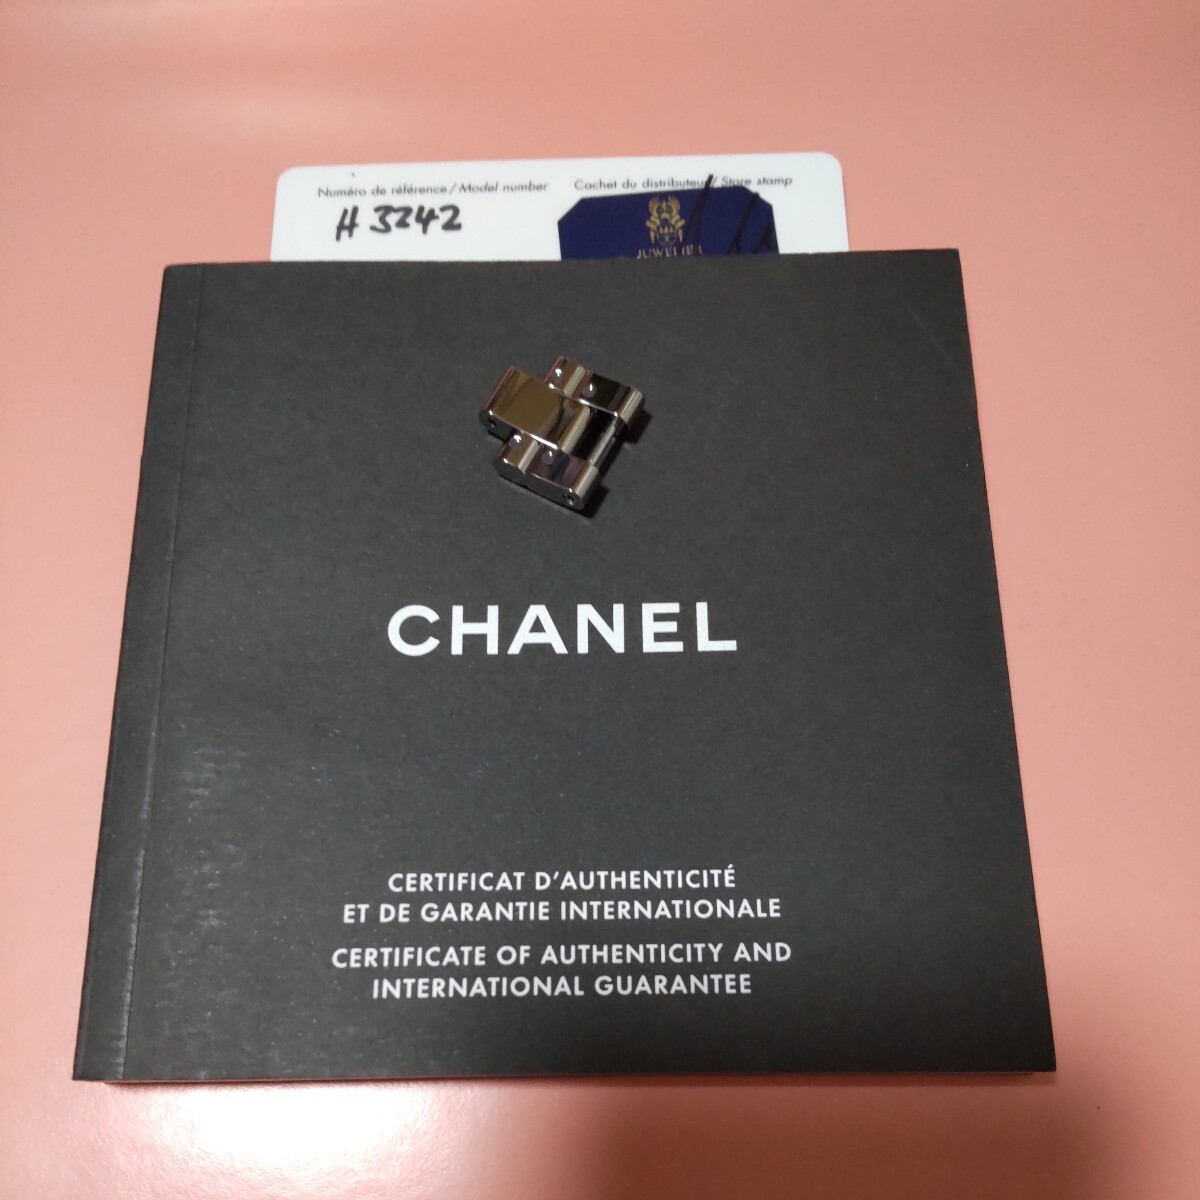 Numéro de référence / Model number
Cachet du distributeur / Store stamp
H 3242
CHANEL
CERTIFICAT D'AUTHENTICITÉ
ET DE GARANTIE INTERNATIONALE
CERTIFICATE OF AUTHENTICITY AND
INTERNATIONAL GUARANTEE